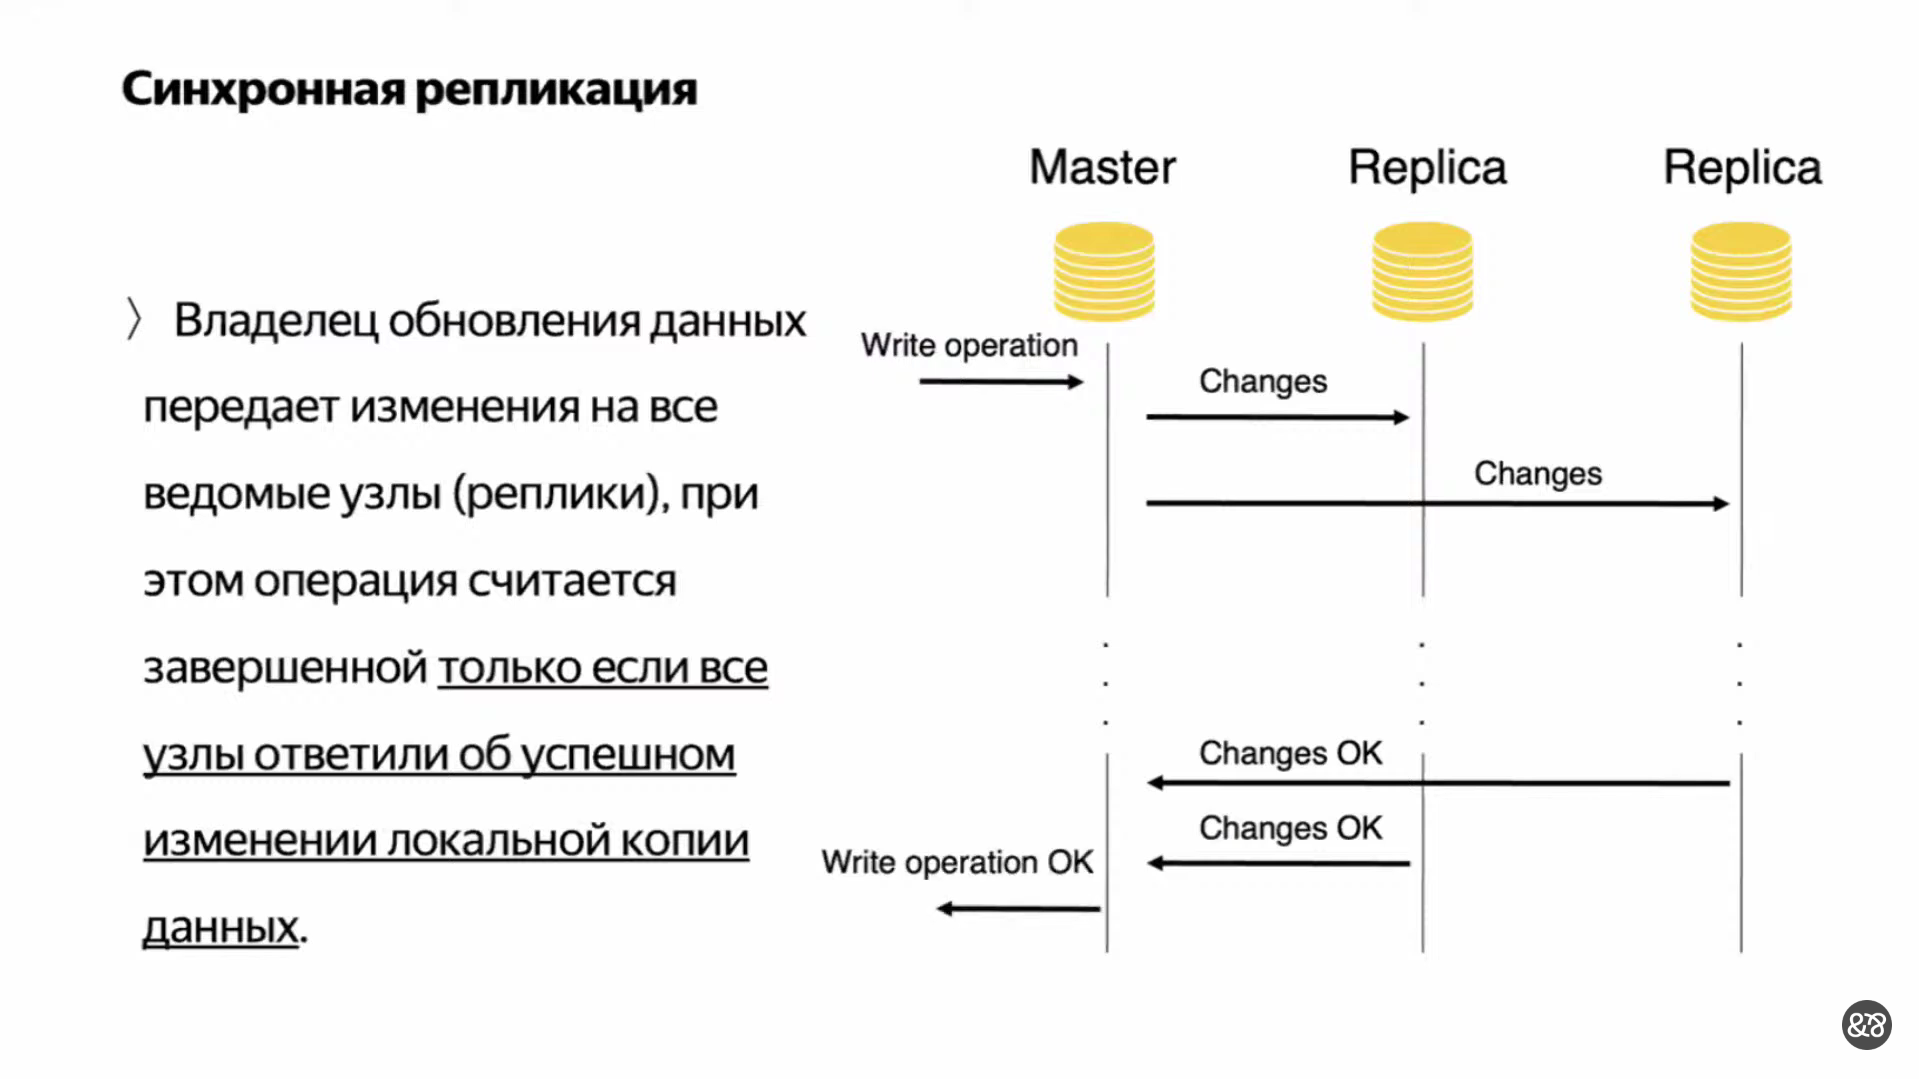 Синхронная репликация
Master
Replica
Replica
〉 Владелец обновления данных
передает изменения на все
ведомые узлы (реплики), при
этом операция считается
завершенной только если все
узлы ответили об успешном
изменении локальной копии
данных.
Write operation
Changes
Changes
Changes OK
Changes OK
Write operation OK